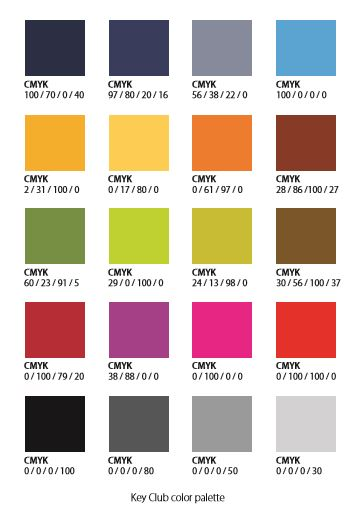 CMYK CMYK CMYK CMYK
100 / 70 / 0 / 40 97 / 80 / 20 / 16 56 / 38 / 22 / 0 100 / 0 / 0 / 0
CMYK CMYK CMYK CMYK
2 / 31 / 100 / 0 0 / 17 / 80 / 0 0 / 61 / 97 / 0 28 / 86 /100 / 27
CMYK CMYK CMYK CMYK
60 / 23 / 91 / 5 29 / 0 / 100 / 0 24 / 13 / 98 / 0 30 / 56 / 100 / 37
CMYK CMYK CMYK CMYK
0 / 100 / 79 / 20 38 / 88 / 0 / 0 0 / 100 / 0 / 0 0 / 100 / 100 / 0
CMYK CMYK CMYK CMYK
0 / 0 / 0 / 100 0 / 0 / 0 / 80 0 / 0 / 0 / 50 0 / 0 / 0 / 30
Key Club color palette